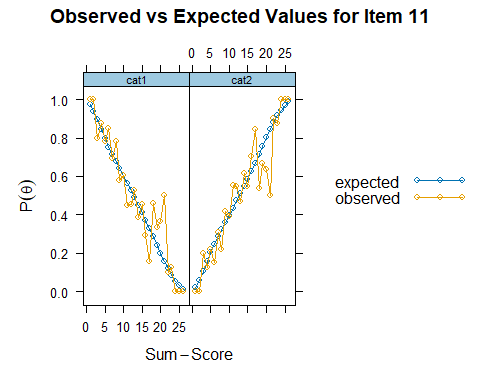 Observed vs Expected Values for Item 11
0 5 10 15 20 25
cat1 cat2
1.0
0.8
0.6
0.4
0.2
0.0
P(θ)
expected
observed
0 5 10 15 20 25
Sum−Score